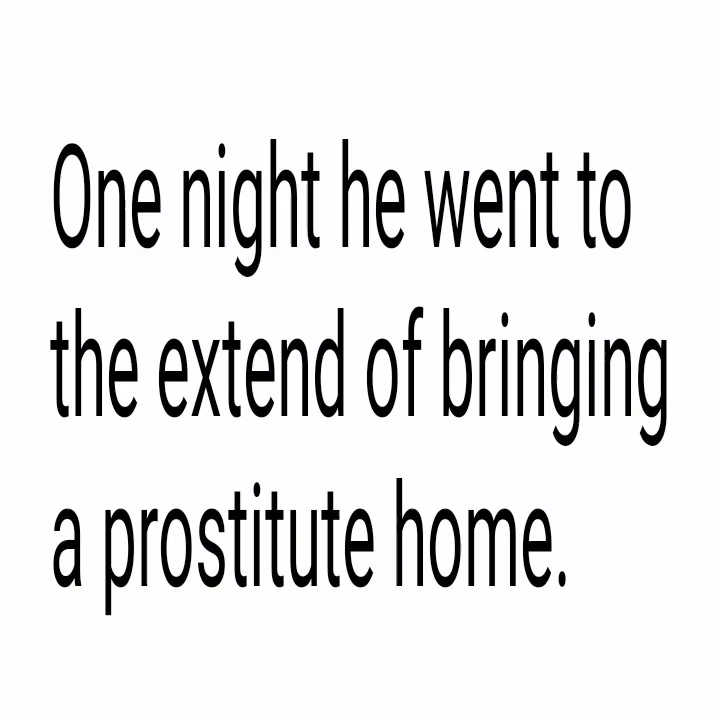 One night he went to
the extend of bringing
a prostitute home.